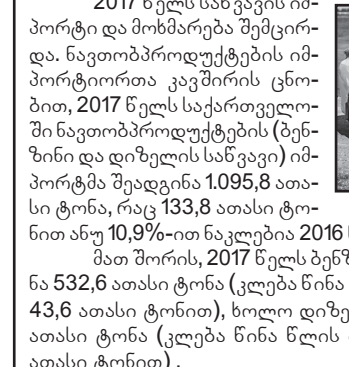 2017 წელს საწვავის იმ-
პორტი და მოხმარება შემცირ-
და. ნავთობპროდუქტების იმ-
პორტიორთა კავშირის ცნო-
ბით, 2017 წელს საქართველო-
ში ნავთობპროდუქტების (ბენ-
ზინი და დიზელის საწვავი) იმ-
პორტმა შეადგინა 1.095,8 ათა-
სი ტონა, რაც 133,8 ათასი ტო-
ნით ანუ 10,9%-ით ნაკლებია 2016
მათ შორის, 2017 წელს ბენზ
ნა 532,6 ათასი ტონა (კლება წინა
43,6 ათასი ტონით), ხოლო დიზე
ათასი ტონა (კლება წინა წლის
ათასი ტონით) .